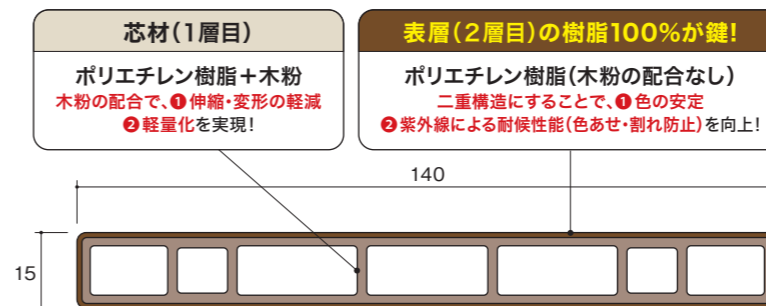 芯材(1層目)
ポリエチレン樹脂+木粉
木粉の配合で、❶伸縮・変形の軽減
❷軽量化を実現!
表層(2層目)の樹脂100%が鍵!
ポリエチレン樹脂(木粉の配合なし)
二重構造にすることで、❶色の安定
❷紫外線による耐候性能(色あせ・割れ防止)を向上!
140
15